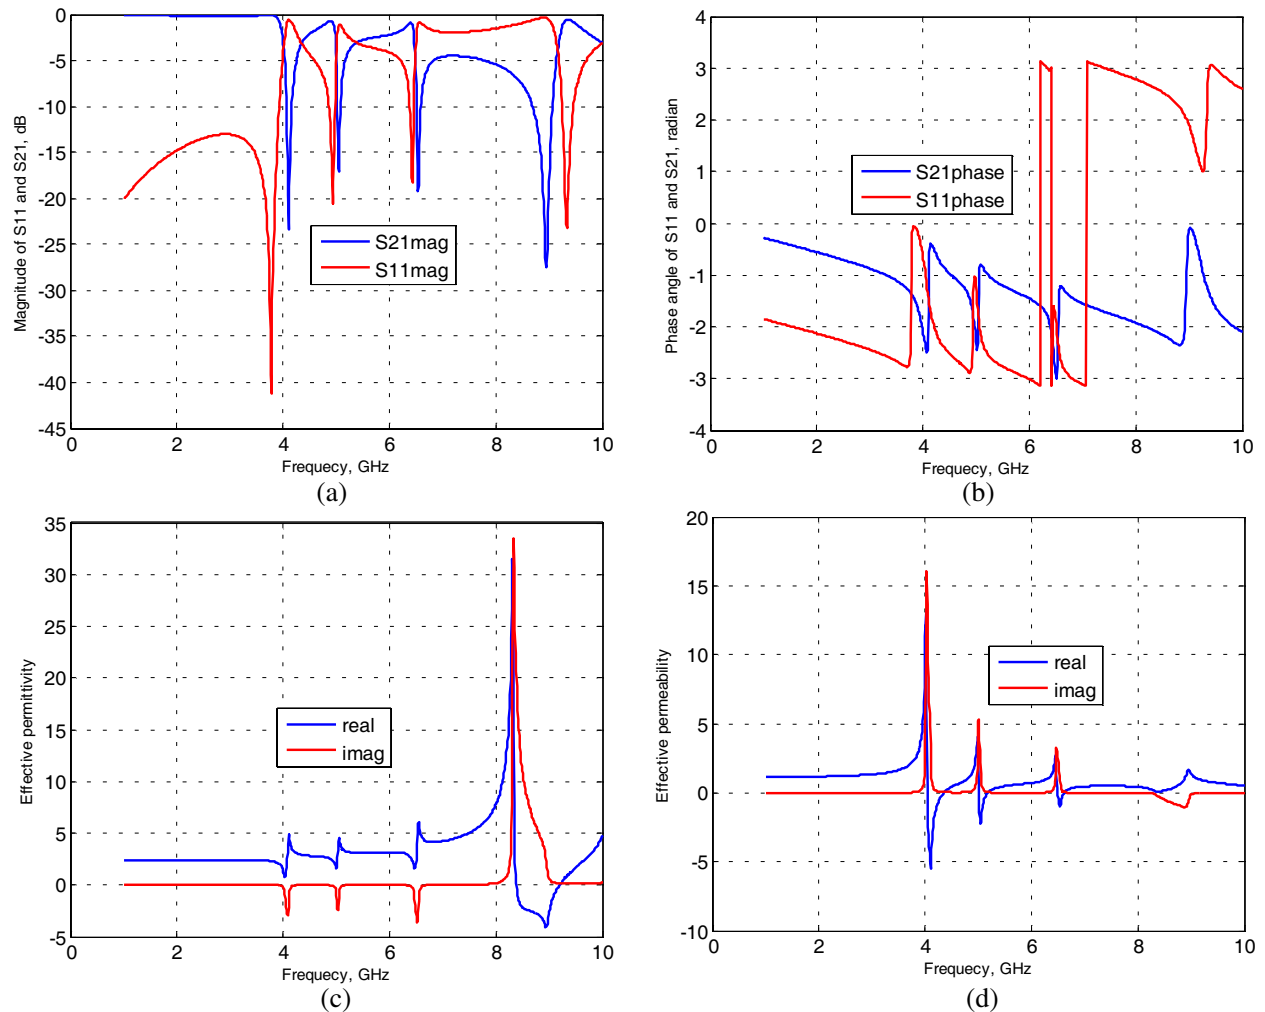 0
-5
-10
-15
-20
-25
-30
-35
-40
-45
0 2 4 6 8 10
Magnitude of S11 and S21, dB
S21mag
S11mag
Frequecy, GHz
(a)
4
3
2
1
0
-1
-2
-3
-4
0 2 4 6 8 10
Phase angle of S11 and S21, radian
S21phase
S11phase
Frequecy, GHz
(b)
35
30
25
20
15
10
5
0
-5
0 2 4 6 8 10
Effective permittivity
real
imag
Frequecy, GHz
(c)
20
15
10
5
0
-5
-10
0 2 4 6 8 10
Effective permeability
real
imag
Frequecy, GHz
(d)